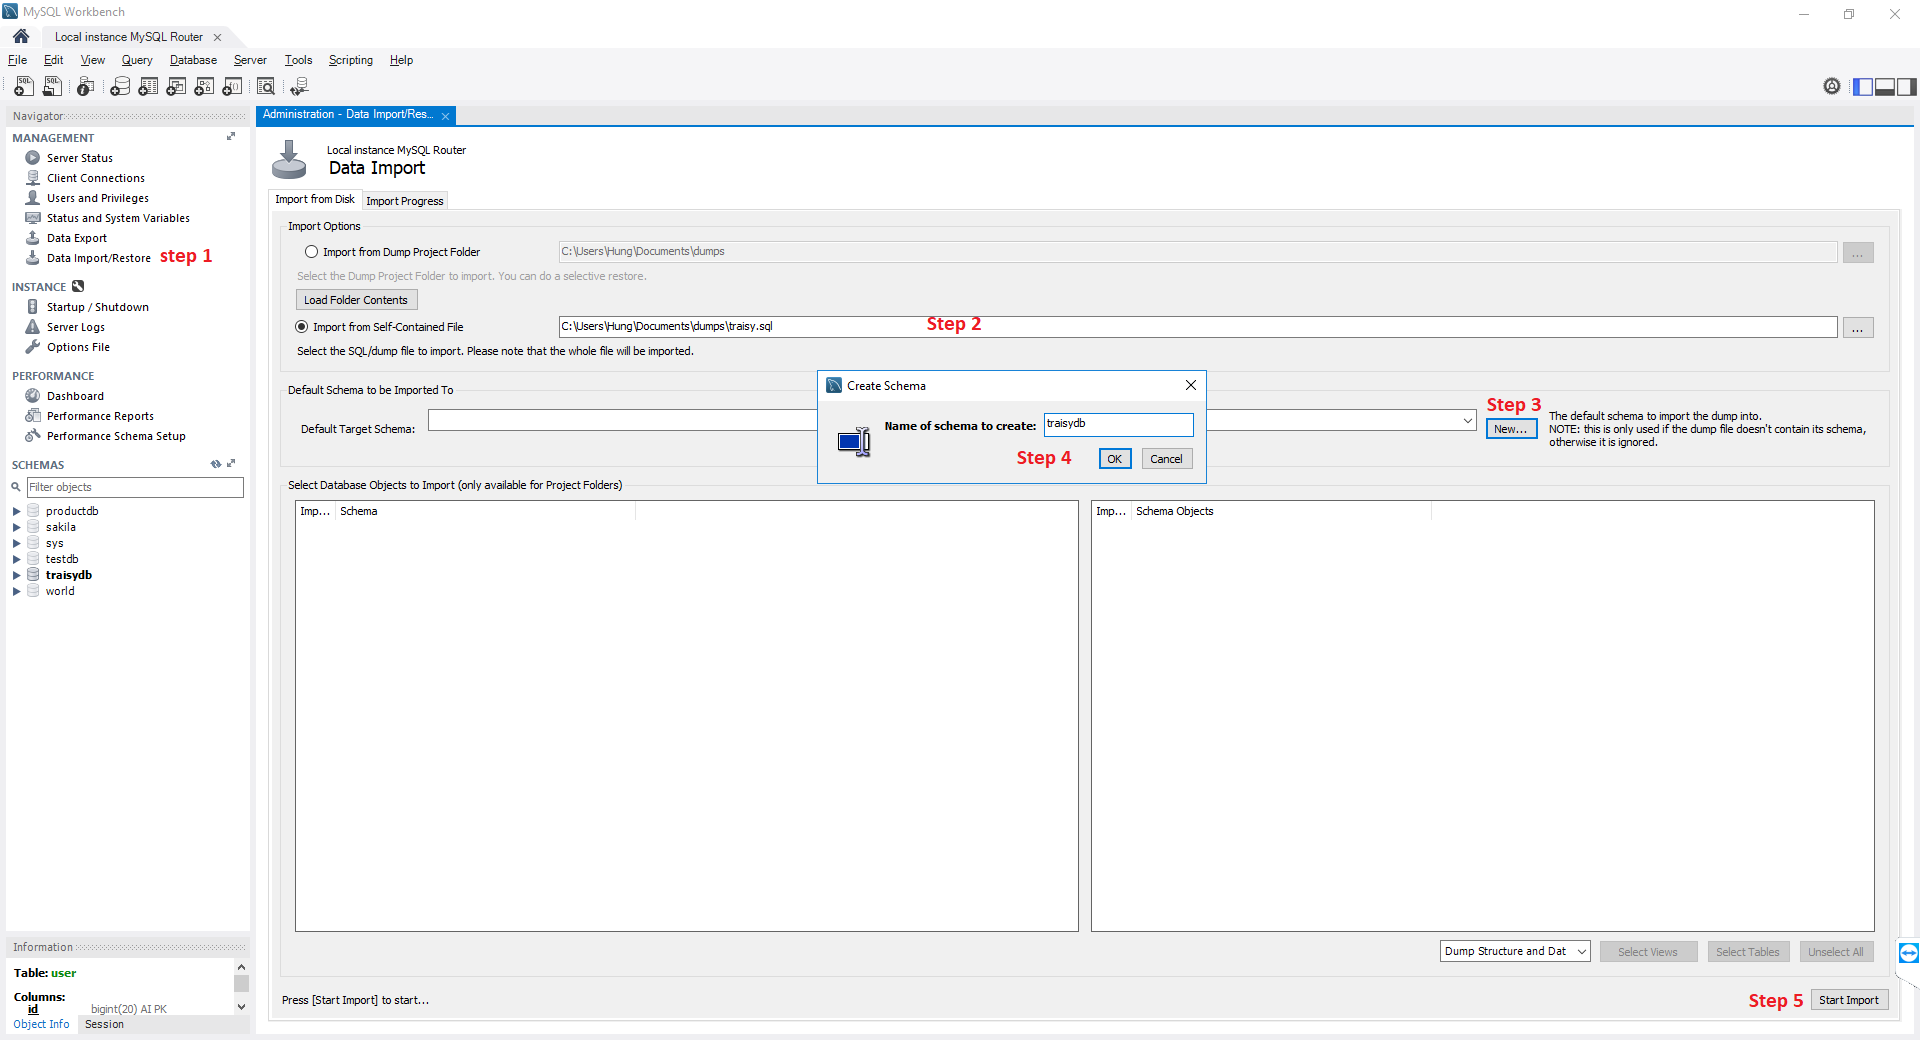 MySQL Workbench
Local instance MySQL Router
File Edit View Query Database Server Tools Scripting Help
Navigator
MANAGEMENT
Server Status
Client Connections
Users and Privileges
Status and System Variables
Data Export
Data Import/Restore step 1
INSTANCE
Startup / Shutdown
Server Logs
Options File
PERFORMANCE
Dashboard
Performance Reports
Performance Schema Setup
SCHEMAS
Filter objects
productdb
sakila
sys
testdb
traisydb
world
Information
Table: user
Columns:
id bigint(20) AI PK
Object Info Session
Administration - Data Import/Res...
Local instance MySQL Router
Data Import
Import from Disk Import Progress
Import Options
Import from Dump Project Folder C:\Users\Hung\Documents\dumps ...
Select the Dump Project Folder to import. You can do a selective restore.
Load Folder Contents
Import from Self-Contained File C:\Users\Hung\Documents\dumps\traisy.sql Step 2 ...
Select the SQL/dump file to import. Please note that the whole file will be imported.
Default Schema to be Imported To
Default Target Schema:
Step 3
New...
The default schema to import the dump into.
NOTE: this is only used if the dump file doesn't contain its schema,
otherwise it is ignored.
Create Schema
Name of schema to create: traisydb
Step 4 OK Cancel
Select Database Objects to Import (only available for Project Folders)
Imp... Schema
Imp... Schema Objects
Dump Structure and Dat Select Views Select Tables Unselect All
Press [Start Import] to start...
Step 5 Start Import